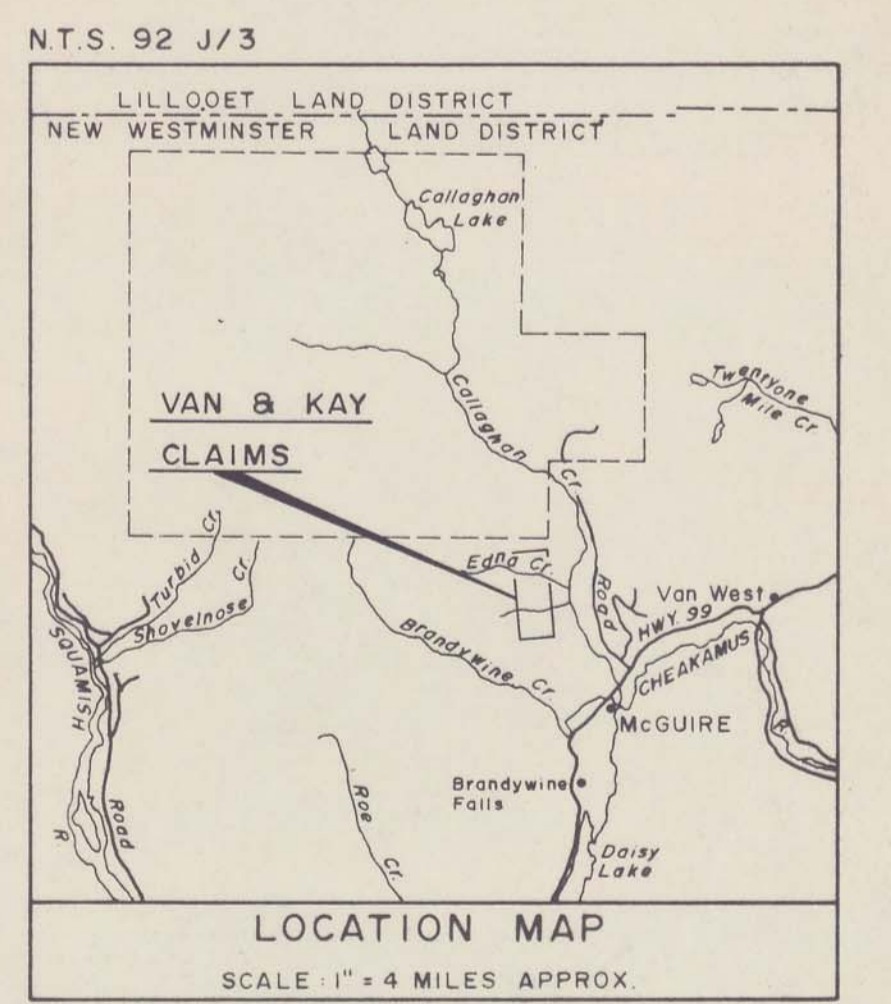 N.T.S. 92 J/3
LILLOOET LAND DISTRICT
NEW WESTMINSTER LAND DISTRICT
Callaghan
Lake
Twentyone
Mile Cr.
VAN & KAY
CLAIMS
Callaghan
Cr.
Turbid Cr.
Shovelnose
Cr.
Edna Cr.
Road
Van West
HWY. 99
CHEAKAMUS
R.
Brandywine
Cr.
SQUAMISH
R
Road
McGUIRE
Brandywine
Falls
Roe
Cr.
Daisy
Lake
LOCATION MAP
SCALE : 1" = 4 MILES APPROX.